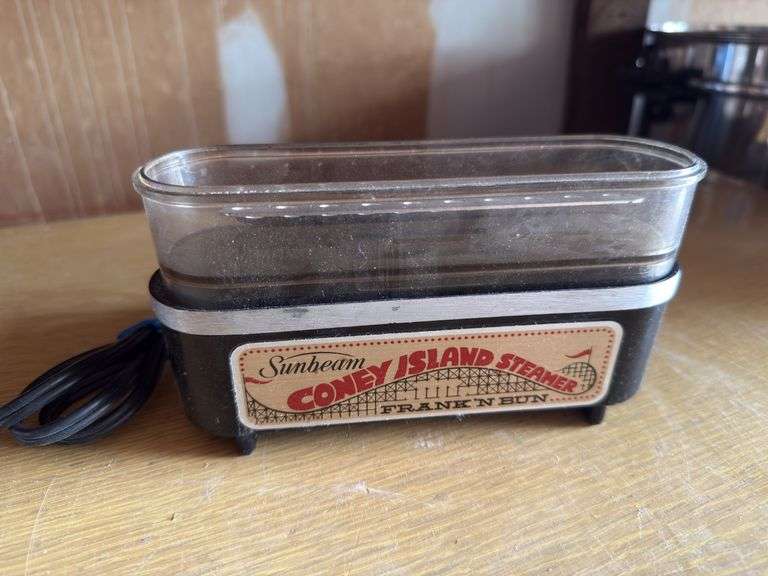 Sunbeam
CONEY ISLAND STEAMER
FRANK 'N BUN